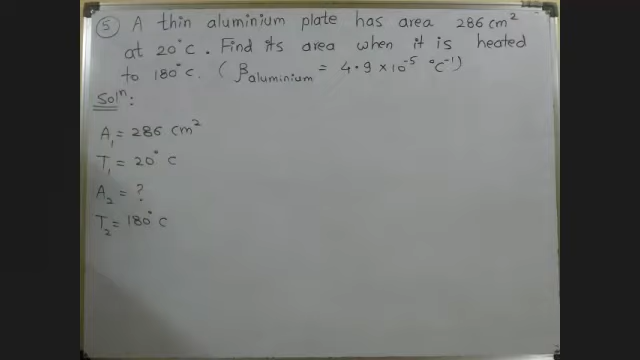 ⑤ A thin aluminium plate has area 286 cm²
at 20°C. Find its area when it is heated
to 180°C. ( βaluminium = 4.9 × 10⁻⁵ °C⁻¹)
Solⁿ:
A₁ = 286 cm²
T₁ = 20° C
A₂ = ?
T₂ = 180° C